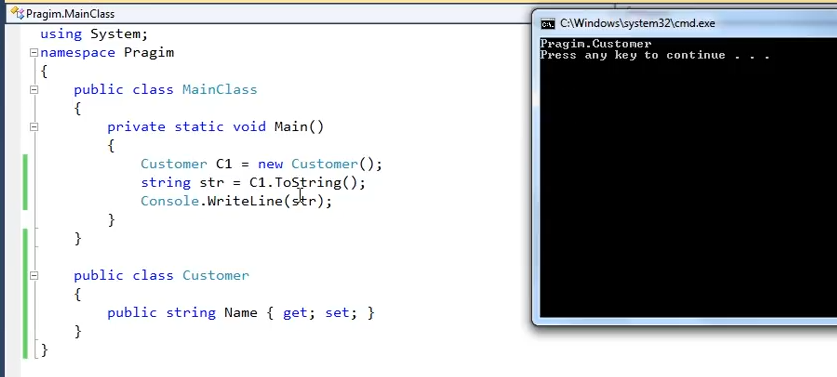 Pragim.MainClass
using System;
namespace Pragim
{
public class MainClass
{
private static void Main()
{
Customer C1 = new Customer();
string str = C1.ToString();
Console.WriteLine(str);
}
}
public class Customer
{
public string Name { get; set; }
}
}
C:\Windows\system32\cmd.exe
Pragim.Customer
Press any key to continue . . .